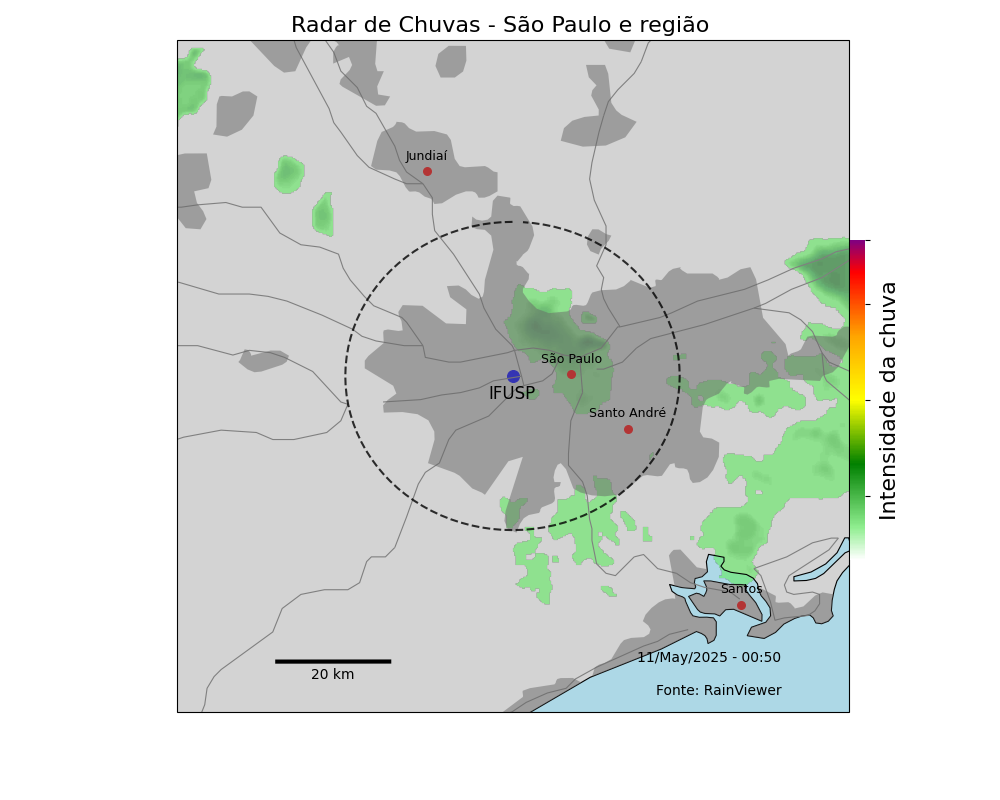 Radar de Chuvas - São Paulo e região
Jundiaí
São Paulo
IFUSP
Santo André
Santos
20 km
11/May/2025 - 00:50
Fonte: RainViewer
Intensidade da chuva